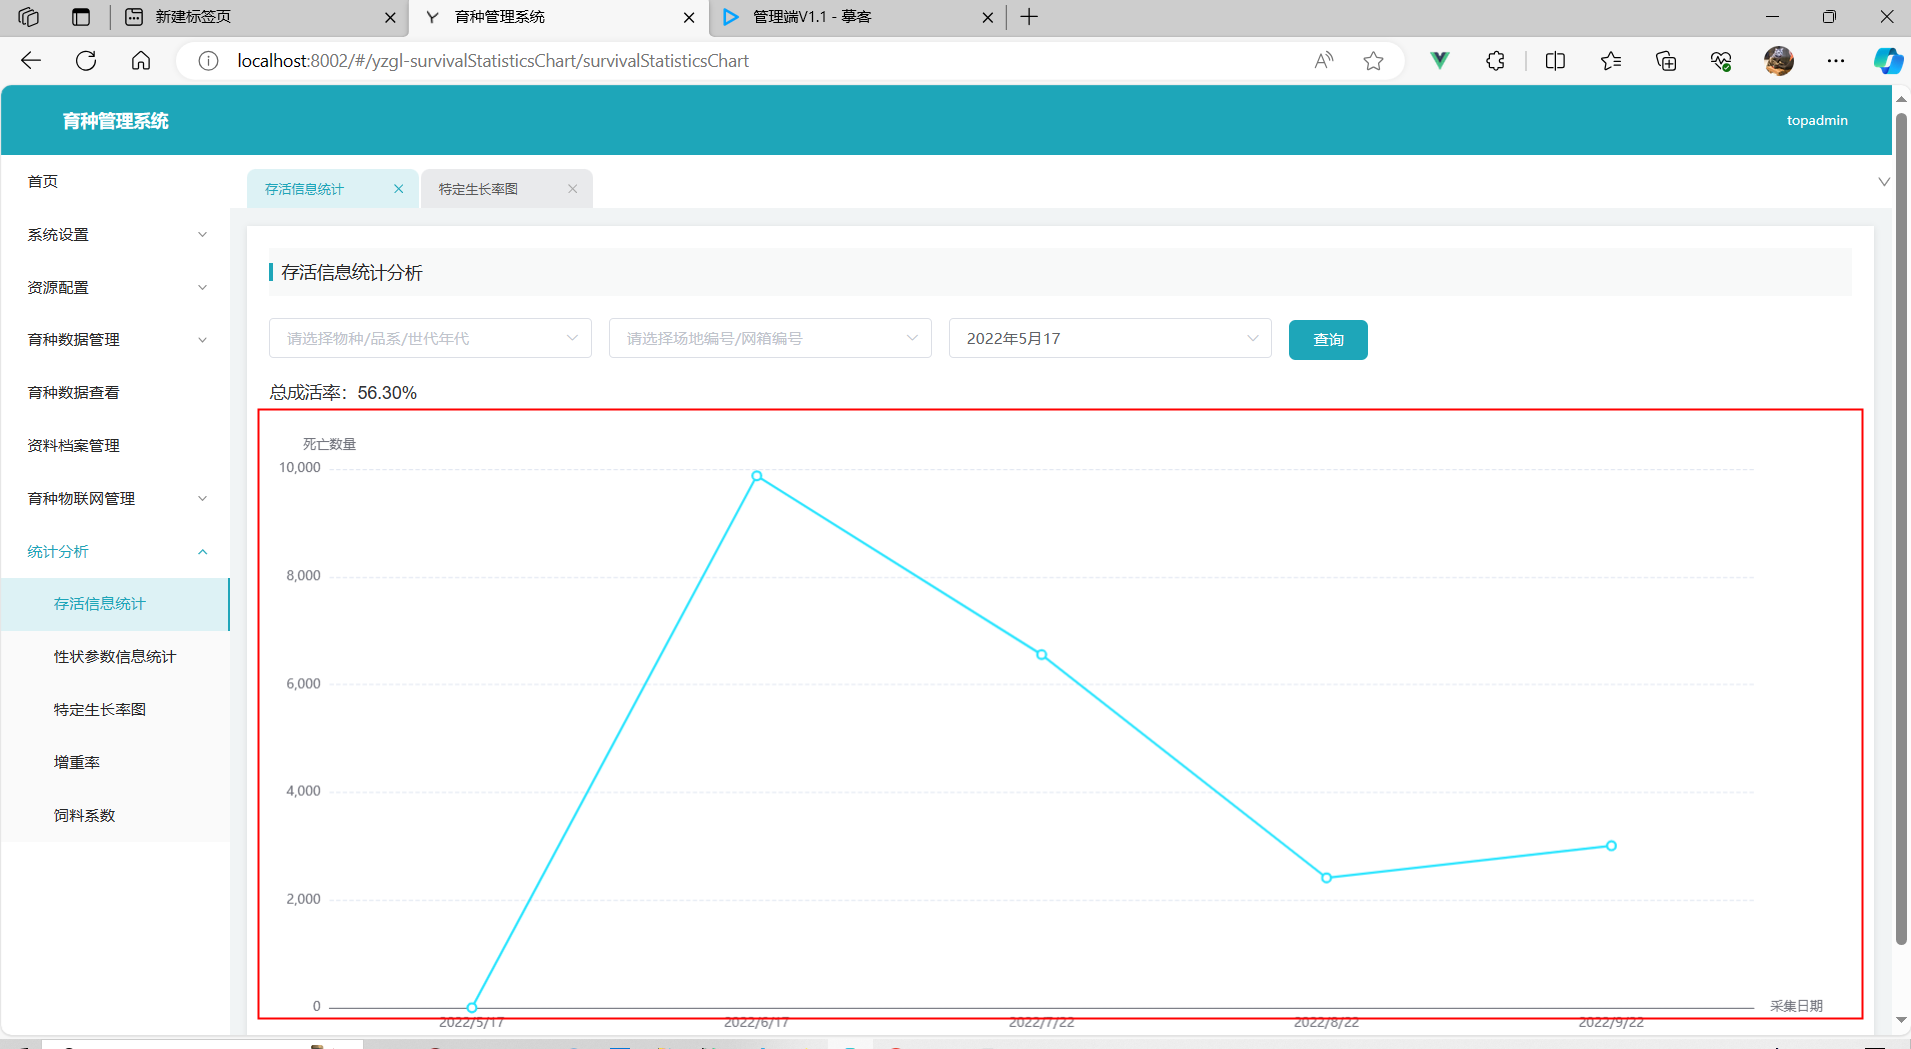 新建标签页
育种管理系统
管理端V1.1 - 摹客
localhost:8002/#/yzgl-survivalStatisticsChart/survivalStatisticsChart
育种管理系统
topadmin
首页
系统设置
资源配置
育种数据管理
育种数据查看
资料档案管理
育种物联网管理
统计分析
存活信息统计
性状参数信息统计
特定生长率图
增重率
饲料系数
存活信息统计
特定生长率图
存活信息统计分析
请选择物种/品系/世代年代
请选择场地编号/网箱编号
2022年5月17
查询
总成活率：56.30%
死亡数量
10,000
8,000
6,000
4,000
2,000
0
采集日期
2022/5/17
2022/6/17
2022/7/22
2022/8/22
2022/9/22